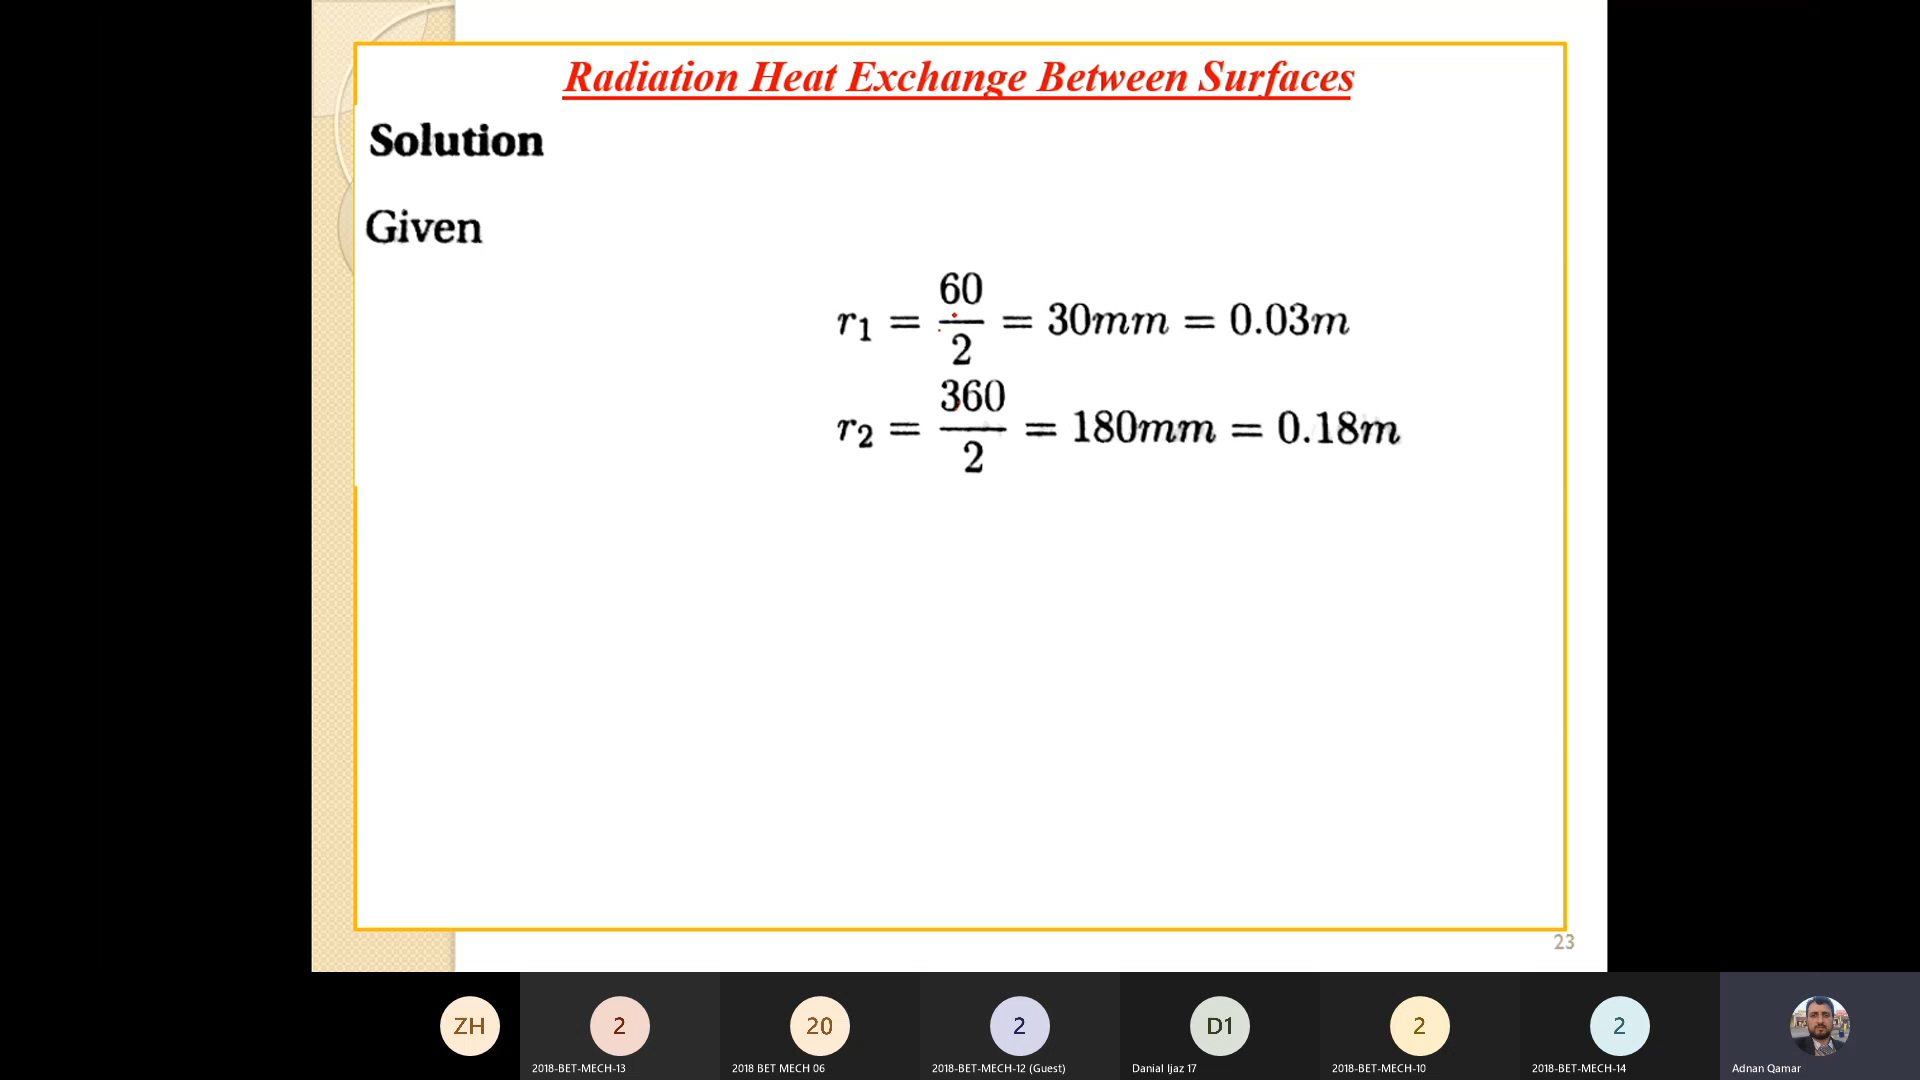 Radiation Heat Exchange Between Surfaces
Solution
Given
r₁ = 60/2 = 30mm = 0.03m
r₂ = 360/2 = 180mm = 0.18m
23
ZH
2
20
2
D1
2
2
2018-BET-MECH-13
2018 BET MECH 06
2018-BET-MECH-12 (Guest)
Danial Ijaz 17
2018-BET-MECH-10
2018-BET-MECH-14
Adnan Qamar